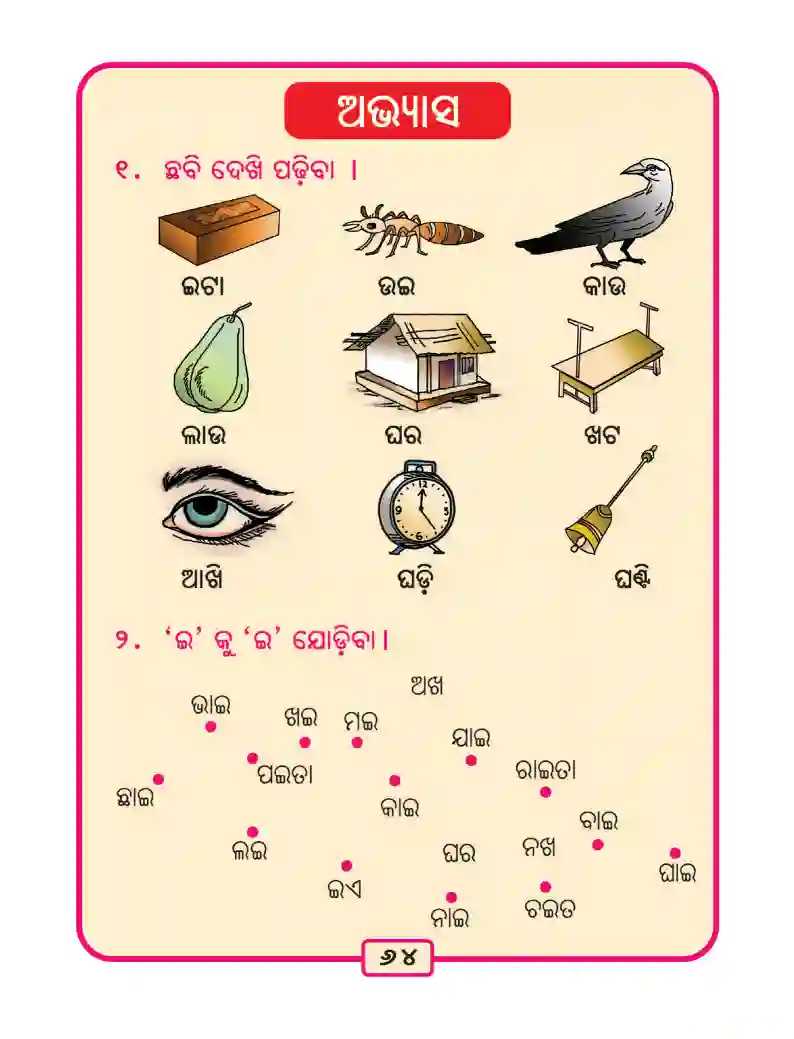 ଅଭ୍ୟାସ
୧. ଛବି ଦେଖି ପଢ଼ିବା ।
ଇଟା ଉଇ କାଉ
ଲାଉ ଘର ଖଟ
ଆଖି ଘଡ଼ି ଘଣ୍ଟି
୨. ‘ଇ’ କୁ ‘ଇ’ ଯୋଡ଼ିବା ।
ଅଖ
ଭାଇ ଖଇ ମଇ
ଯାଇ
ପଇତା ରାଇତା
ଛାଇ କାଇ
ବାଇ
ଲଇ ଘର ନଖ
ଘାଇ
ଇଏ
ନାଇ ଚଇତ
୬୪